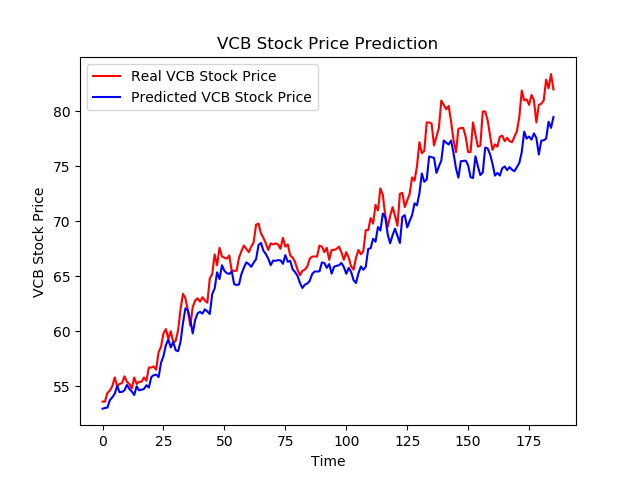 VCB Stock Price Prediction
Real VCB Stock Price
Predicted VCB Stock Price
VCB Stock Price
80
75
70
65
60
55
0 25 50 75 100 125 150 175
Time